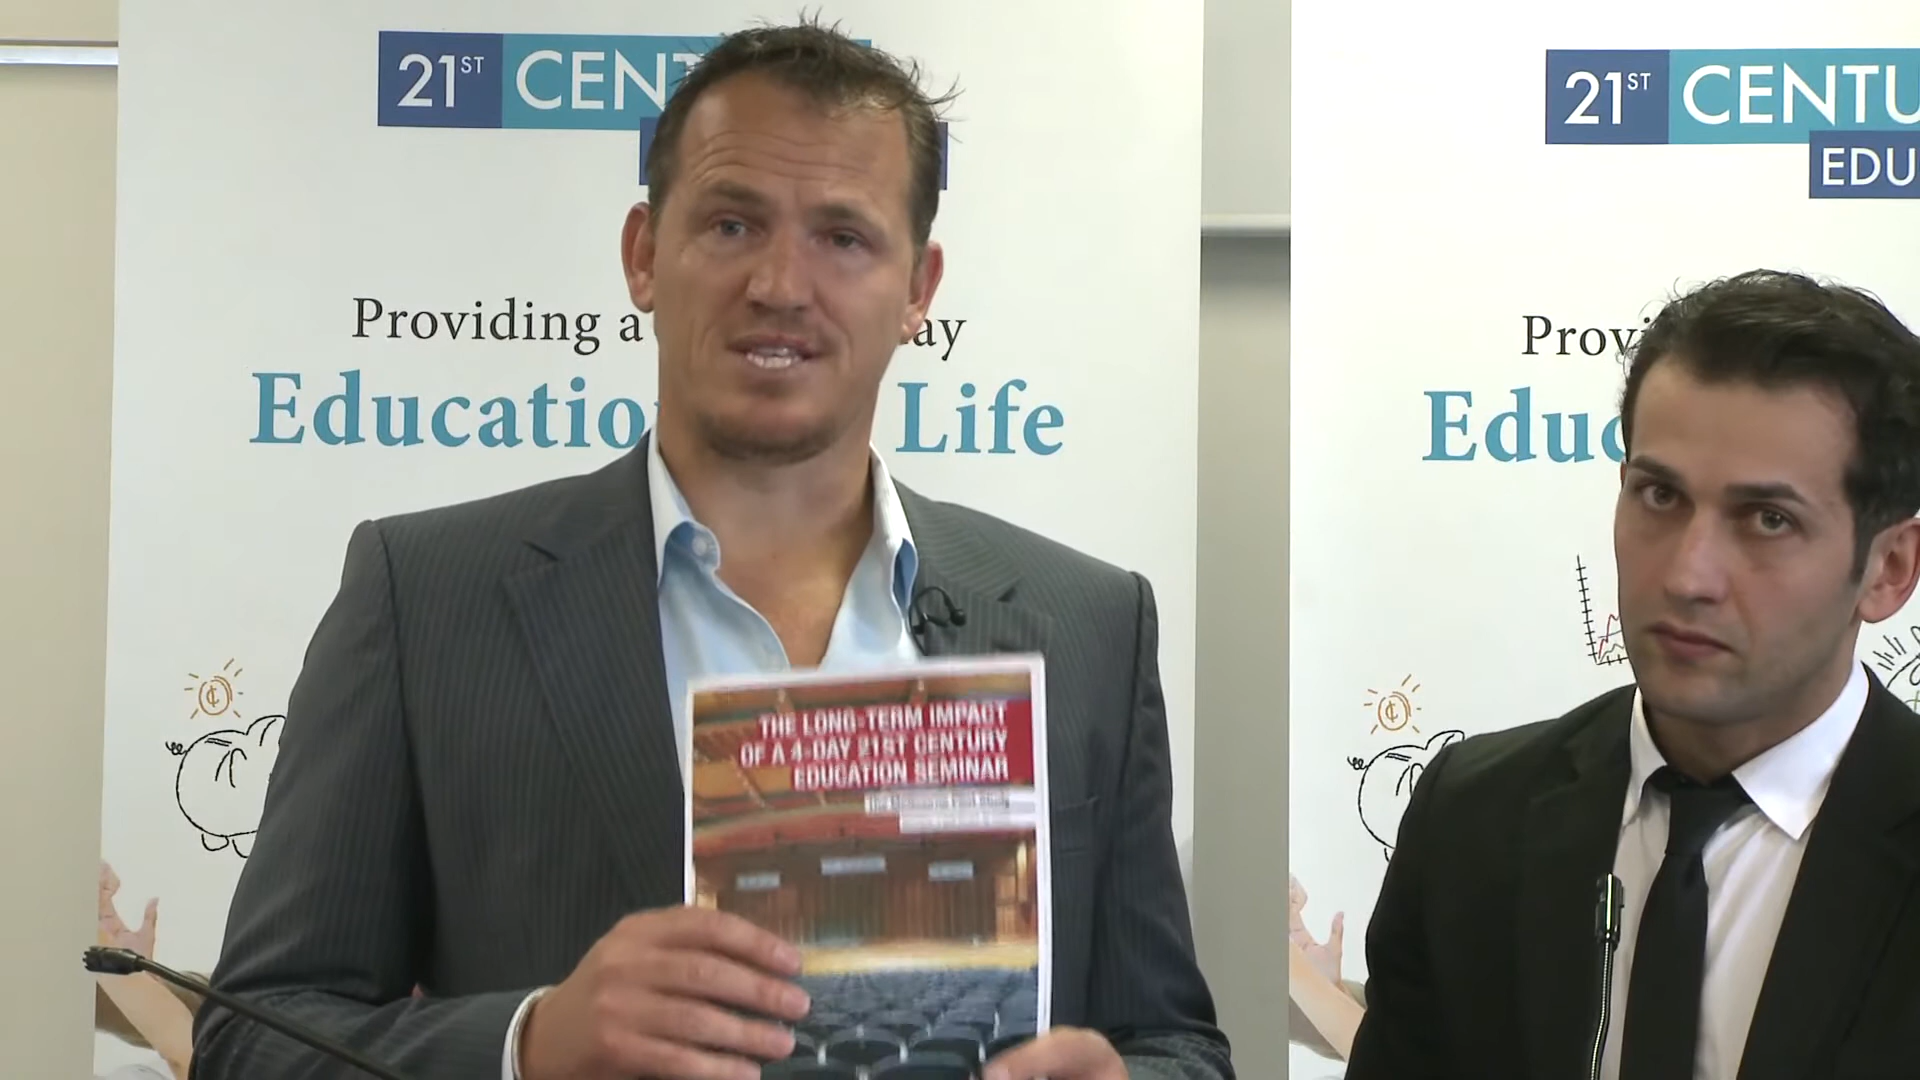 21ST CEN
Providing a
ay
Educatio
Life
21ST CENTU
EDU
Provi
Educ
THE LONG-TERM IMPACT
OF A 4-DAY 21ST CENTURY
EDUCATION SEMINAR